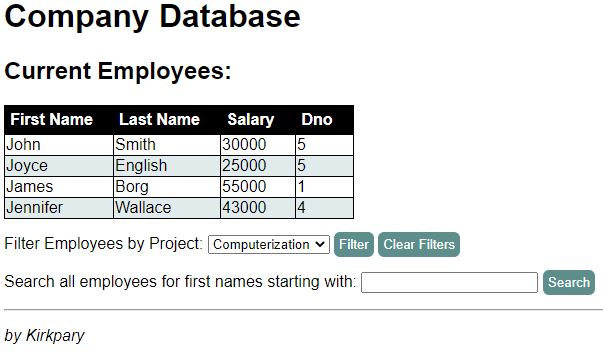 Company Database
Current Employees:
First Name Last Name Salary Dno
John Smith 30000 5
Joyce English 25000 5
James Borg 55000 1
Jennifer Wallace 43000 4
Filter Employees by Project: Computerization Filter Clear Filters
Search all employees for first names starting with: Search
by Kirkpary